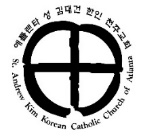 애틀랜타 성 김대건 한인 천주교회
St. Andrew Kim Korean Catholic Church of Atlanta